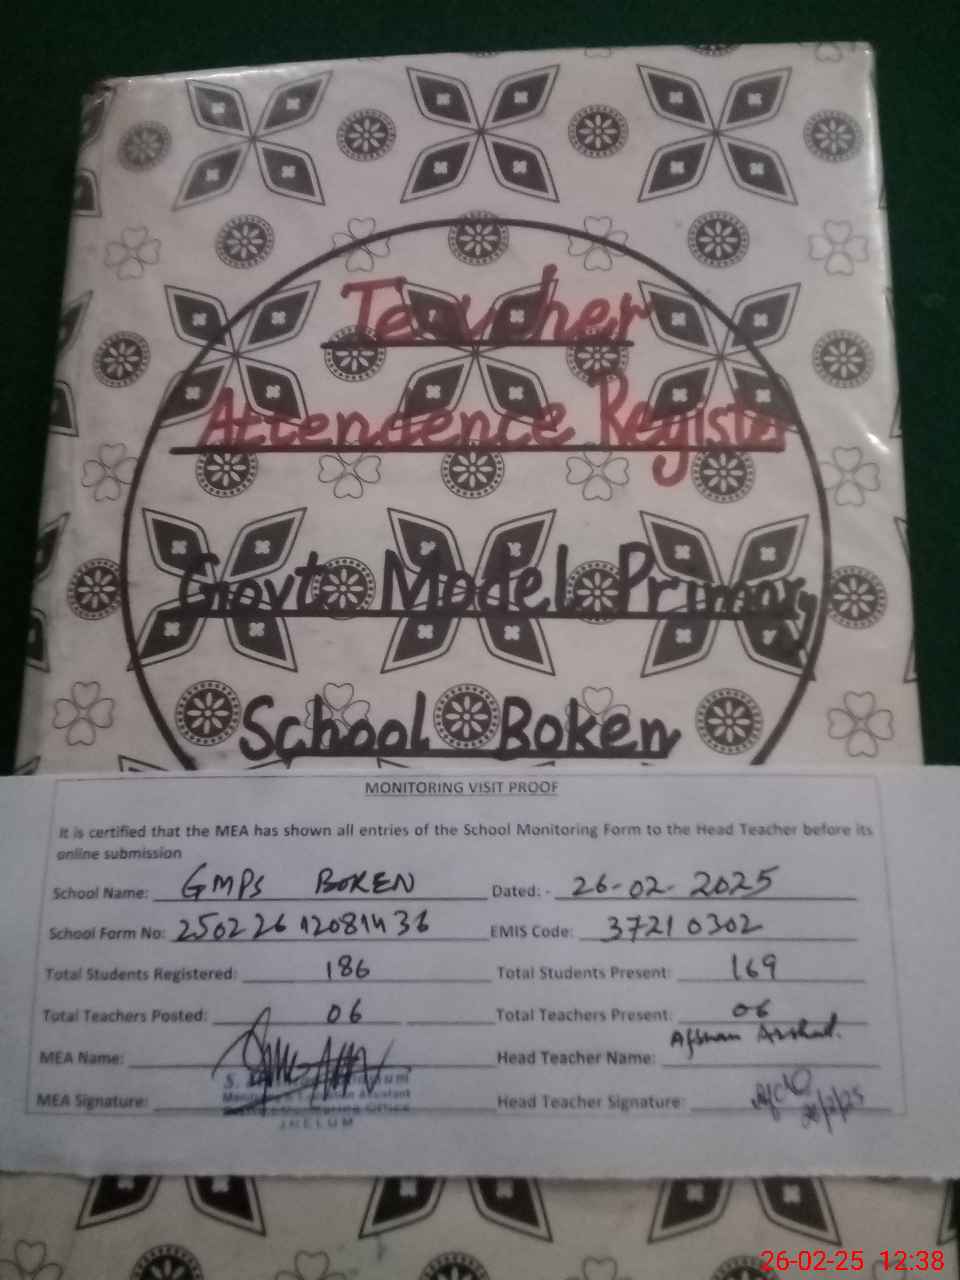 Teacher
Attendence Register
Govt. Model Primary
School Boken
MONITORING VISIT PROOF
It is certified that the MEA has shown all entries of the School Monitoring Form to the Head Teacher before its
online submission
School Name: GMPS BOKEN Dated: - 26-02-2025
School Form No: EMIS Code: 37210302
Total Students Registered: 186 Total Students Present: 169
Total Teachers Posted: 06 Total Teachers Present: 06
MEA Name: Head Teacher Name: Afshan Arshad.
MEA Signature: Head Teacher Signature: 26/2/25
JHELUM
26-02-25 12:38